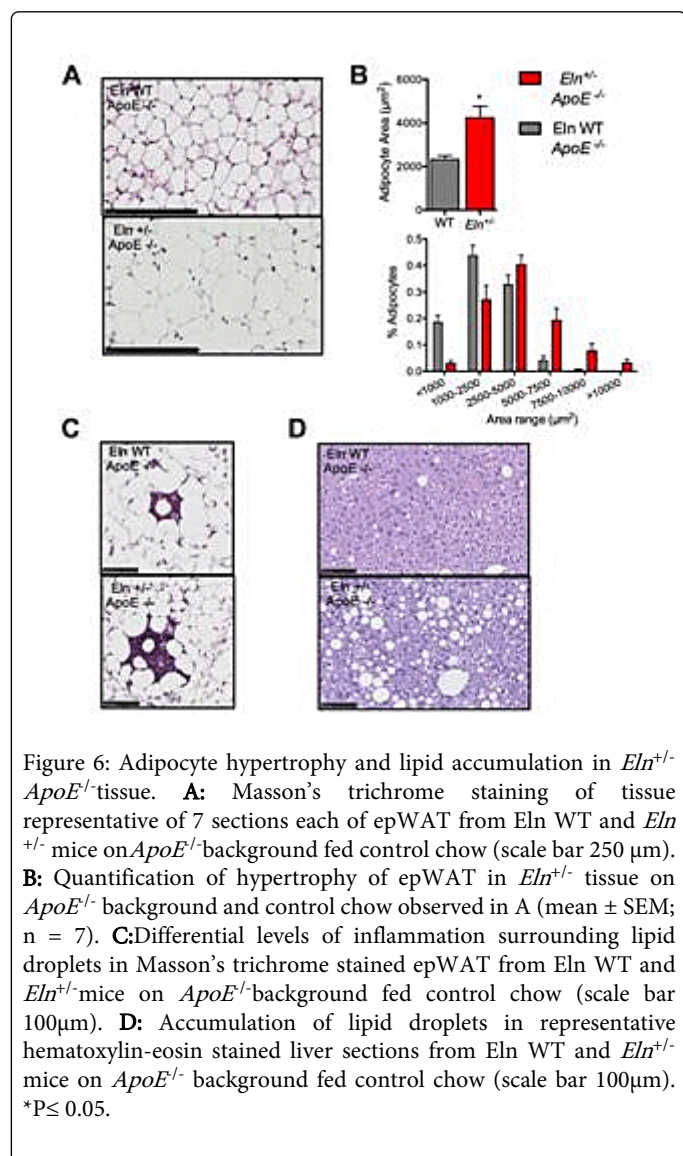 A
Eln WT
ApoE -/-
Eln +/-
ApoE -/-
B
Adipocyte Area (µm²)
6000
4000
2000
0
*
WT
Eln+/-
Eln+/-
ApoE -/-
Eln WT
ApoE -/-
% Adipocytes
0.5
0.4
0.3
0.2
0.1
0.0
<1000
1000-2500
2500-5000
5000-7500
7500-10000
>10000
Area range (µm²)
C
Eln WT
ApoE -/-
Eln +/-
ApoE -/-
D
Eln WT
ApoE -/-
Eln +/-
ApoE -/-
Figure 6: Adipocyte hypertrophy and lipid accumulation in Eln+/-
ApoE-/-tissue. A: Masson's trichrome staining of tissue
representative of 7 sections each of epWAT from Eln WT and Eln
+/- mice onApoE-/-background fed control chow (scale bar 250 µm).
B: Quantification of hypertrophy of epWAT in Eln+/- tissue on
ApoE-/- background and control chow observed in A (mean ± SEM;
n = 7). C:Differential levels of inflammation surrounding lipid
droplets in Masson's trichrome stained epWAT from Eln WT and
Eln+/-mice on ApoE-/-background fed control chow (scale bar
100µm). D: Accumulation of lipid droplets in representative
hematoxylin-eosin stained liver sections from Eln WT and Eln+/-
mice on ApoE-/- background fed control chow (scale bar 100µm).
*P≤ 0.05.